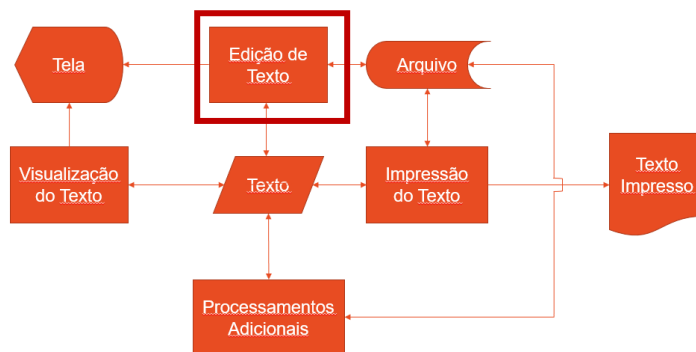 Tela
Edição de
Texto
Arquivo
Visualização
do Texto
Texto
Impressão
do Texto
Texto
Impresso
Processamentos
Adicionais